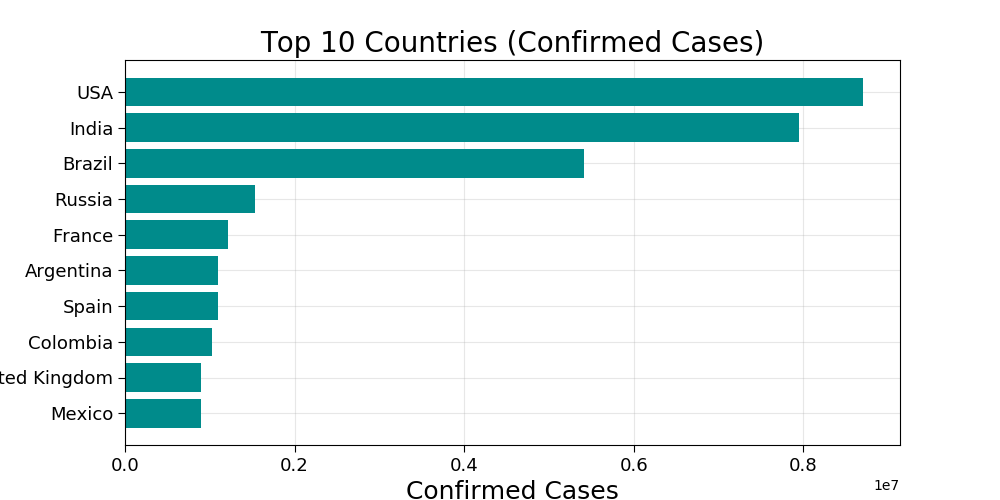 Top 10 Countries (Confirmed Cases)
USA
India
Brazil
Russia
France
Argentina
Spain
Colombia
ted Kingdom
Mexico
0.0 0.2 0.4 0.6 0.8
1e7
Confirmed Cases